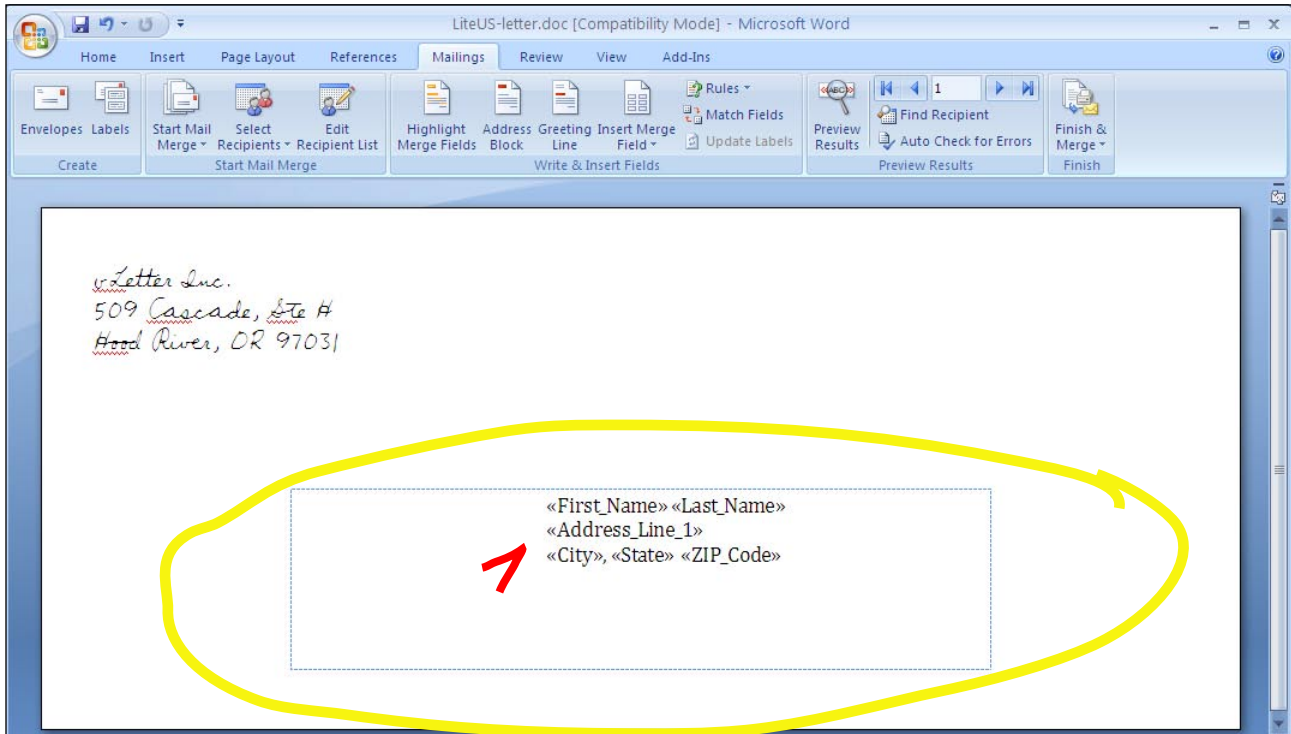 LiteUS-letter.doc [Compatibility Mode] - Microsoft Word
Home Insert Page Layout References Mailings Review View Add-Ins
Envelopes Labels
Create
Start Mail Merge
Select Recipients
Edit Recipient List
Start Mail Merge
Highlight Merge Fields
Address Block
Greeting Line
Insert Merge Field
Rules
Match Fields
Update Labels
Write & Insert Fields
«ABC»
Preview Results
1
Find Recipient
Auto Check for Errors
Preview Results
Finish & Merge
Finish
vLetter Inc.
509 Cascade, Ste H
Hood River, OR 97031
«First_Name» «Last_Name»
«Address_Line_1»
«City», «State» «ZIP_Code»